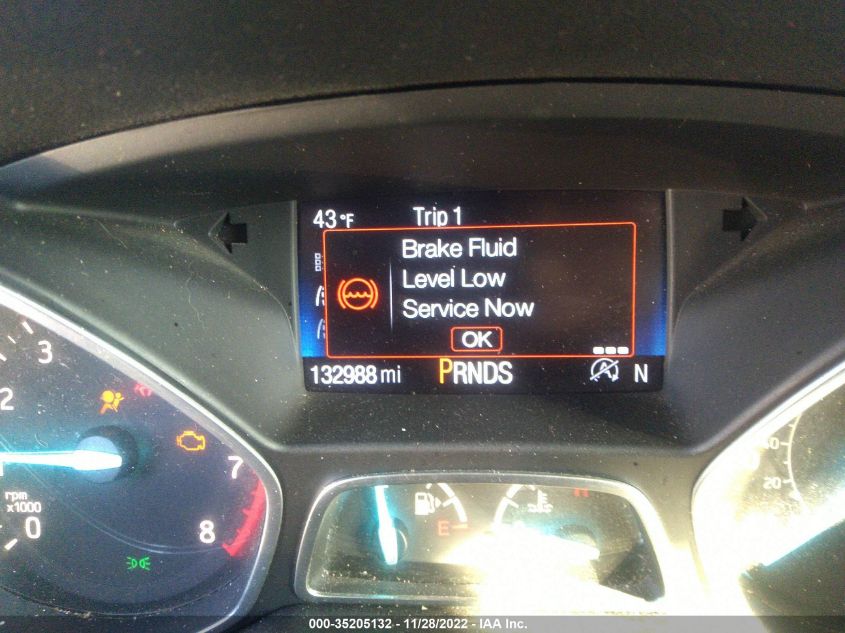 43°F Trip 1
Brake Fluid
Level Low
Service Now
OK
132988 mi PRNDS N
3
2
7
8
0
rpm
x1000
E
20
000-35205132 - 11/28/2022 - IAA Inc.